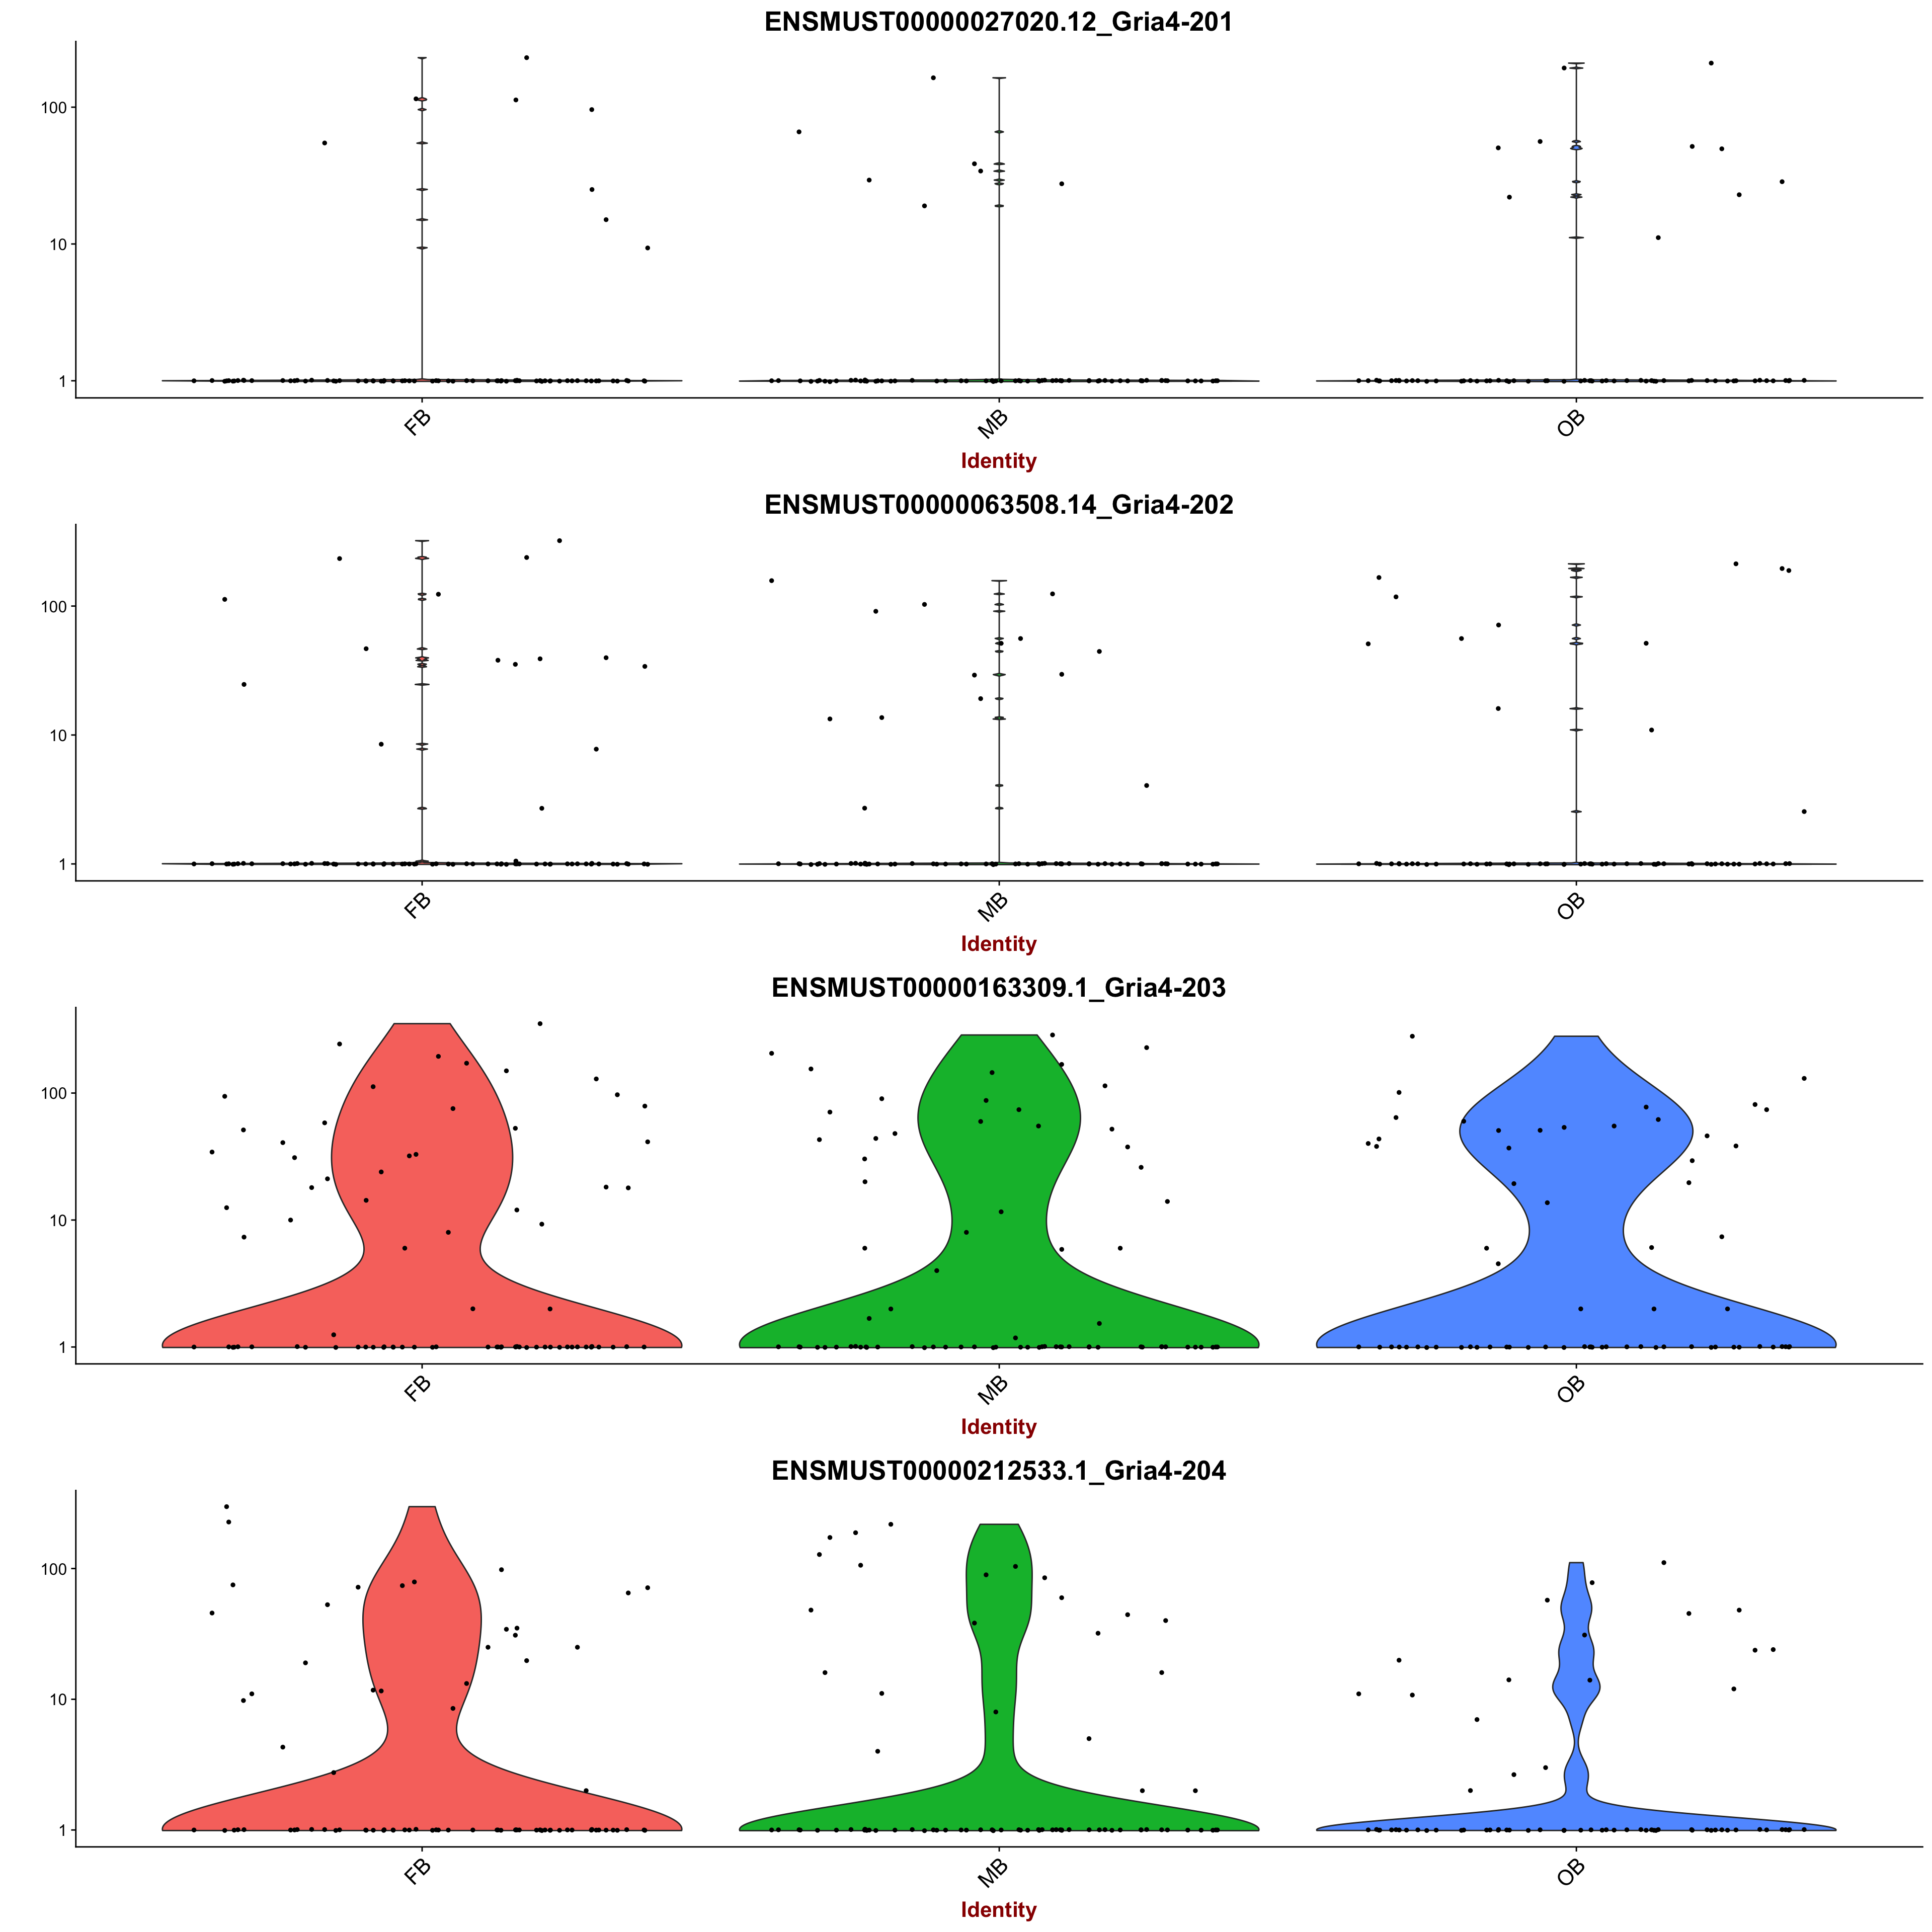 ENSMUST00000027020.12_Gria4-201
100
10
1
FB
MB
OB
Identity
ENSMUST00000063508.14_Gria4-202
100
10
1
FB
MB
OB
Identity
ENSMUST00000163309.1_Gria4-203
100
10
1
FB
MB
OB
Identity
ENSMUST00000212533.1_Gria4-204
100
10
1
FB
MB
OB
Identity